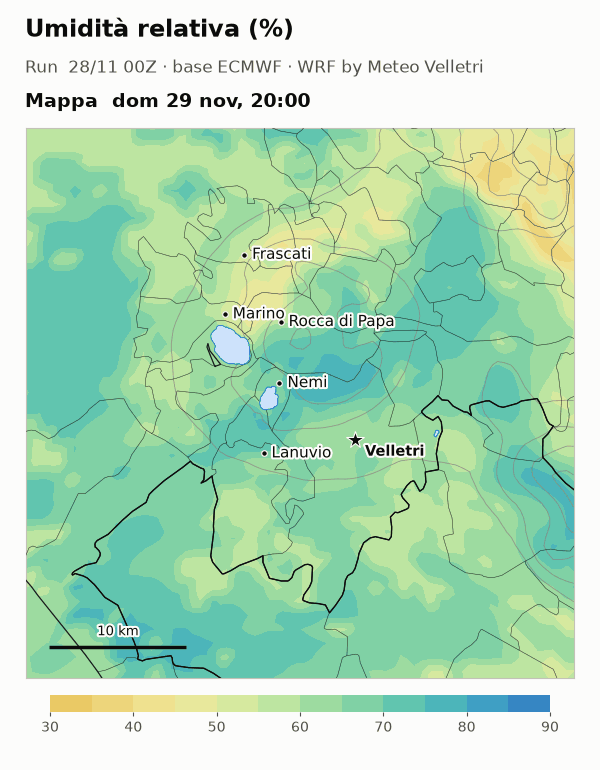 Umidità relativa (%)
Run  28/11 00Z · base ECMWF · WRF by Meteo Velletri
Mappa  dom 29 nov, 20:00
Frascati
Marino
Rocca di Papa
Nemi
Velletri
Lanuvio
10 km
30 40 50 60 70 80 90